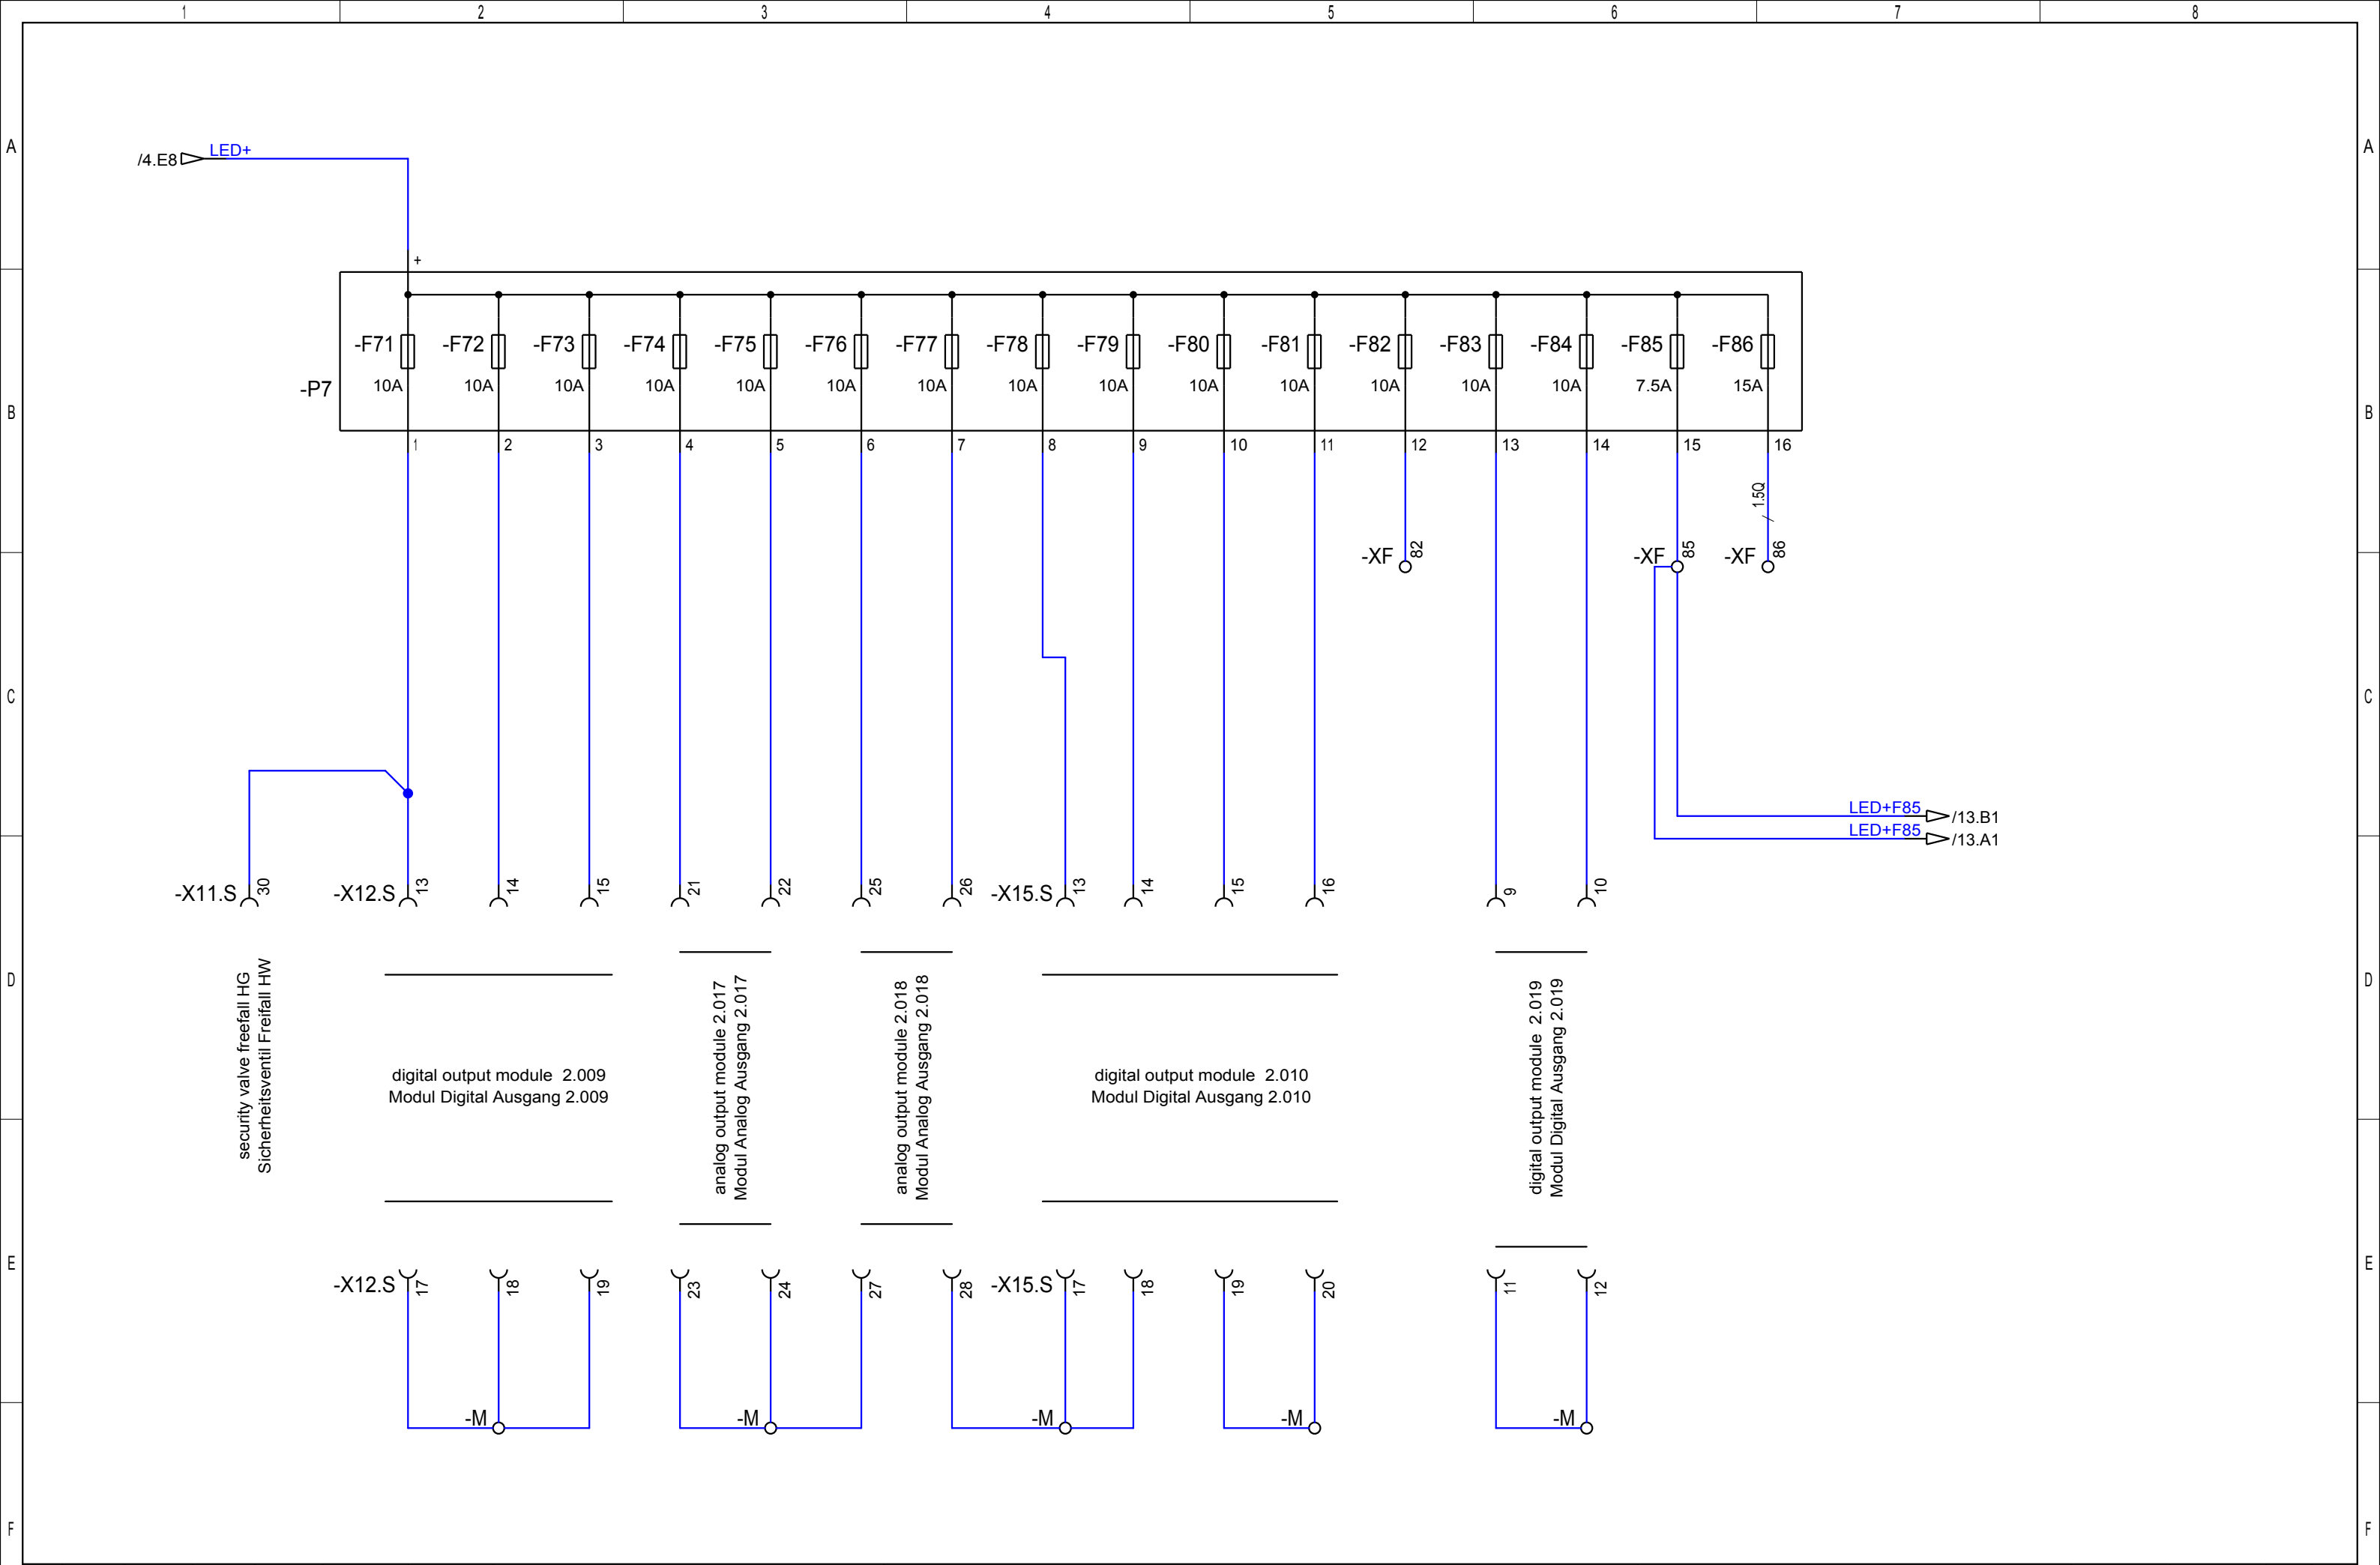 1 2 3 4 5 6 7 8
A A
/4.E8 LED+
+
-F71 -F72 -F73 -F74 -F75 -F76 -F77 -F78 -F79 -F80 -F81 -F82 -F83 -F84 -F85 -F86
-P7 10A 10A 10A 10A 10A 10A 10A 10A 10A 10A 10A 10A 10A 10A 7.5A 15A
B B
1 2 3 4 5 6 7 8 9 10 11 12 13 14 15 16
1.5Q
-XF 82 -XF 85 -XF 86
C C
LED+F85 /13.B1
LED+F85 /13.A1
-X11.S 30 -X12.S 13 14 15 21 22 25 26 -X15.S 13 14 15 16 9 10
D D
security valve freefall HG
Sicherheitsventil Freifall HW
digital output module 2.009
Modul Digital Ausgang 2.009
analog output module 2.017
Modul Analog Ausgang 2.017
analog output module 2.018
Modul Analog Ausgang 2.018
digital output module 2.010
Modul Digital Ausgang 2.010
digital output module 2.019
Modul Digital Ausgang 2.019
E E
-X12.S 17 18 19 23 24 27 28 -X15.S 17 18 19 20 11 12
-M -M -M -M -M
F F